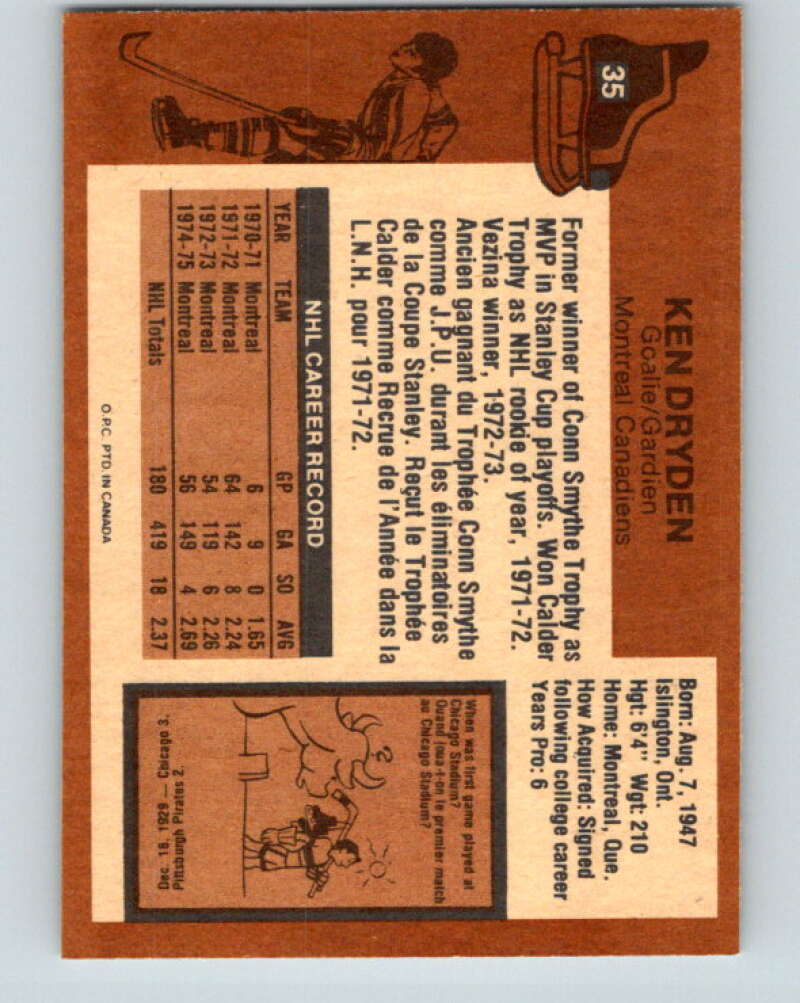 35
KEN DRYDEN
Goalie/Gardien
Montreal Canadiens
Born: Aug. 7, 1947
Islington, Ont.
Hgt: 6'4" Wgt: 210
Home: Montreal, Que.
How Acquired: Signed
following college career
Years Pro: 6
Former winner of Conn Smythe Trophy as
MVP in Stanley Cup playoffs. Won Calder
Trophy as NHL rookie of year, 1971-72.
Vezina winner, 1972-73.
Ancien gagnant du Trophée Conn Smythe
comme J.P.U. durant les éliminatoires
de la Coupe Stanley. Reçut le Trophée
Calder comme Recrue de l'Année dans la
L.N.H. pour 1971-72.
NHL CAREER RECORD
YEAR TEAM GP GA SO AVG
1970-71 Montreal 6 9 0 1.65
1971-72 Montreal 64 142 8 2.24
1972-73 Montreal 54 119 6 2.26
1974-75 Montreal 56 149 4 2.69
NHL Totals 180 419 18 2.37
When was first game played at
Chicago Stadium?
Quand joua-t-on le premier match
au Chicago Stadium?
Dec. 16, 1929 — Chicago 3,
Pittsburgh Pirates 2.
O.P.C. PTD. IN CANADA